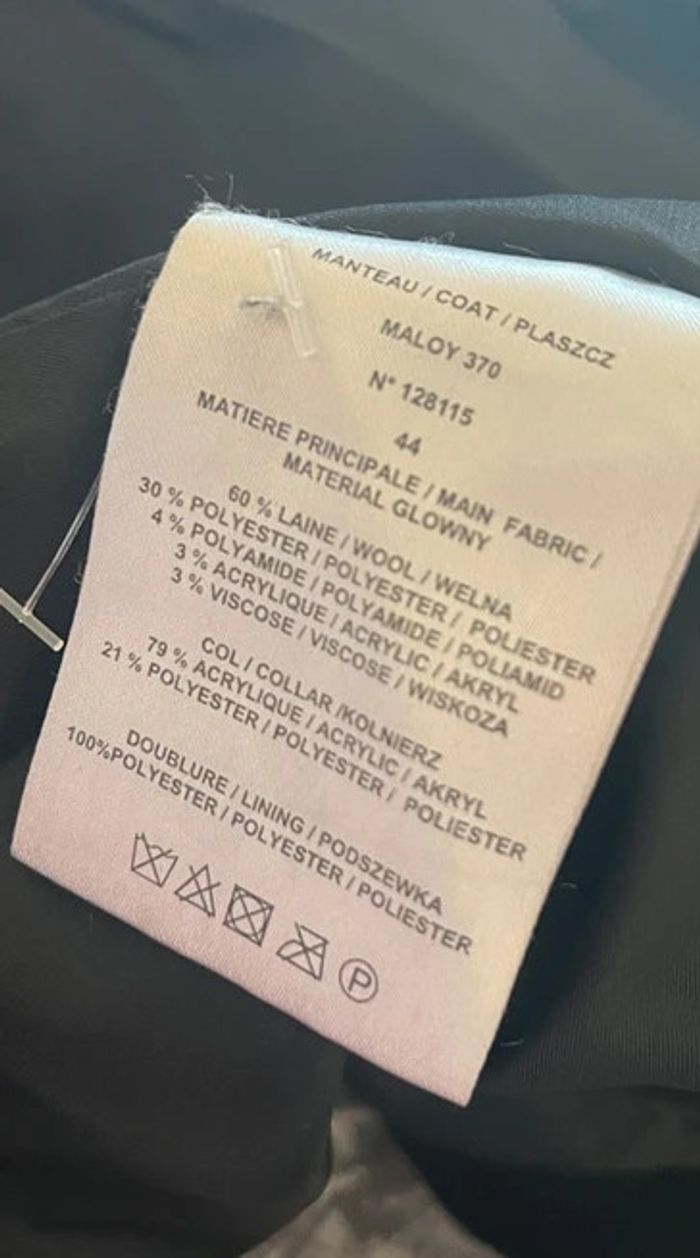 MANTEAU / COAT / PLASZCZ
MALOY 370
N° 128115
44
MATIERE PRINCIPALE / MAIN FABRIC /
MATERIAL GLOWNY
60 % LAINE / WOOL / WELNA
30 % POLYESTER / POLYESTER / POLIESTER
4 % POLYAMIDE / POLYAMIDE / POLIAMID
3 % ACRYLIQUE / ACRYLIC / AKRYL
3 % VISCOSE / VISCOSE / WISKOZA
COL / COLLAR /KOLNIERZ
79 % ACRYLIQUE / ACRYLIC / AKRYL
21 % POLYESTER / POLYESTER / POLIESTER
DOUBLURE / LINING / PODSZEWKA
100%POLYESTER / POLYESTER / POLIESTER
P